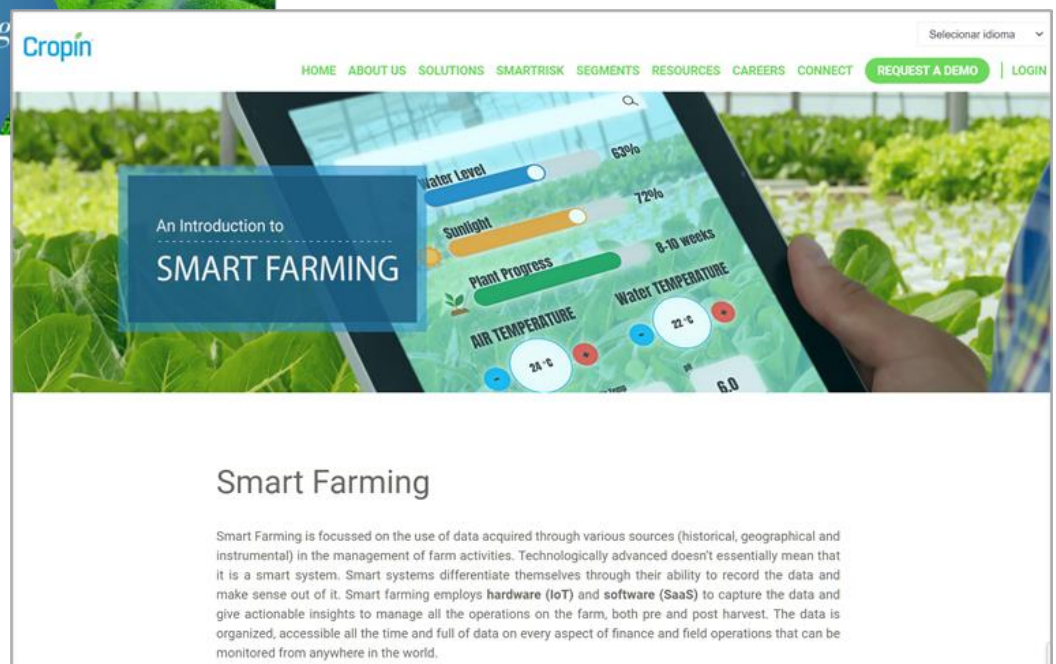 Cropin
Selecionar idioma
HOME ABOUT US SOLUTIONS SMARTRISK SEGMENTS RESOURCES CAREERS CONNECT REQUEST A DEMO LOGIN
An Introduction to
SMART FARMING
Water Level
63%
Sunlight
72%
Plant Progress
8-10 weeks
AIR TEMPERATURE
Water TEMPERATURE
24 °C
22 °C
6.0
Smart Farming
Smart Farming is focussed on the use of data acquired through various sources (historical, geographical and
instrumental) in the management of farm activities. Technologically advanced doesn't essentially mean that
it is a smart system. Smart systems differentiate themselves through their ability to record the data and
make sense out of it. Smart farming employs hardware (IoT) and software (SaaS) to capture the data and
give actionable insights to manage all the operations on the farm, both pre and post harvest. The data is
organized, accessible all the time and full of data on every aspect of finance and field operations that can be
monitored from anywhere in the world.